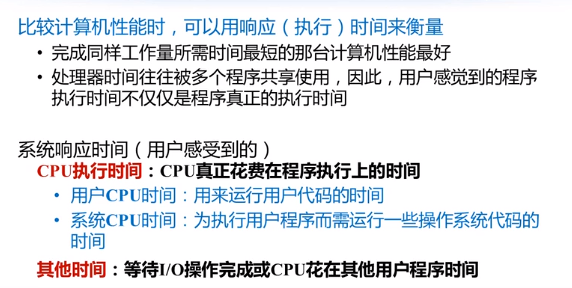 比较计算机性能时，可以用响应（执行）时间来衡量
• 完成同样工作量所需时间最短的那台计算机性能最好
• 处理器时间往往被多个程序共享使用，因此，用户感觉到的程序
执行时间不仅仅是程序真正的执行时间
系统响应时间（用户感受到的）
CPU执行时间：CPU真正花费在程序执行上的时间
• 用户CPU时间：用来运行用户代码的时间
• 系统CPU时间：为执行用户程序而需运行一些操作系统代码的
时间
其他时间：等待I/O操作完成或CPU花在其他用户程序时间